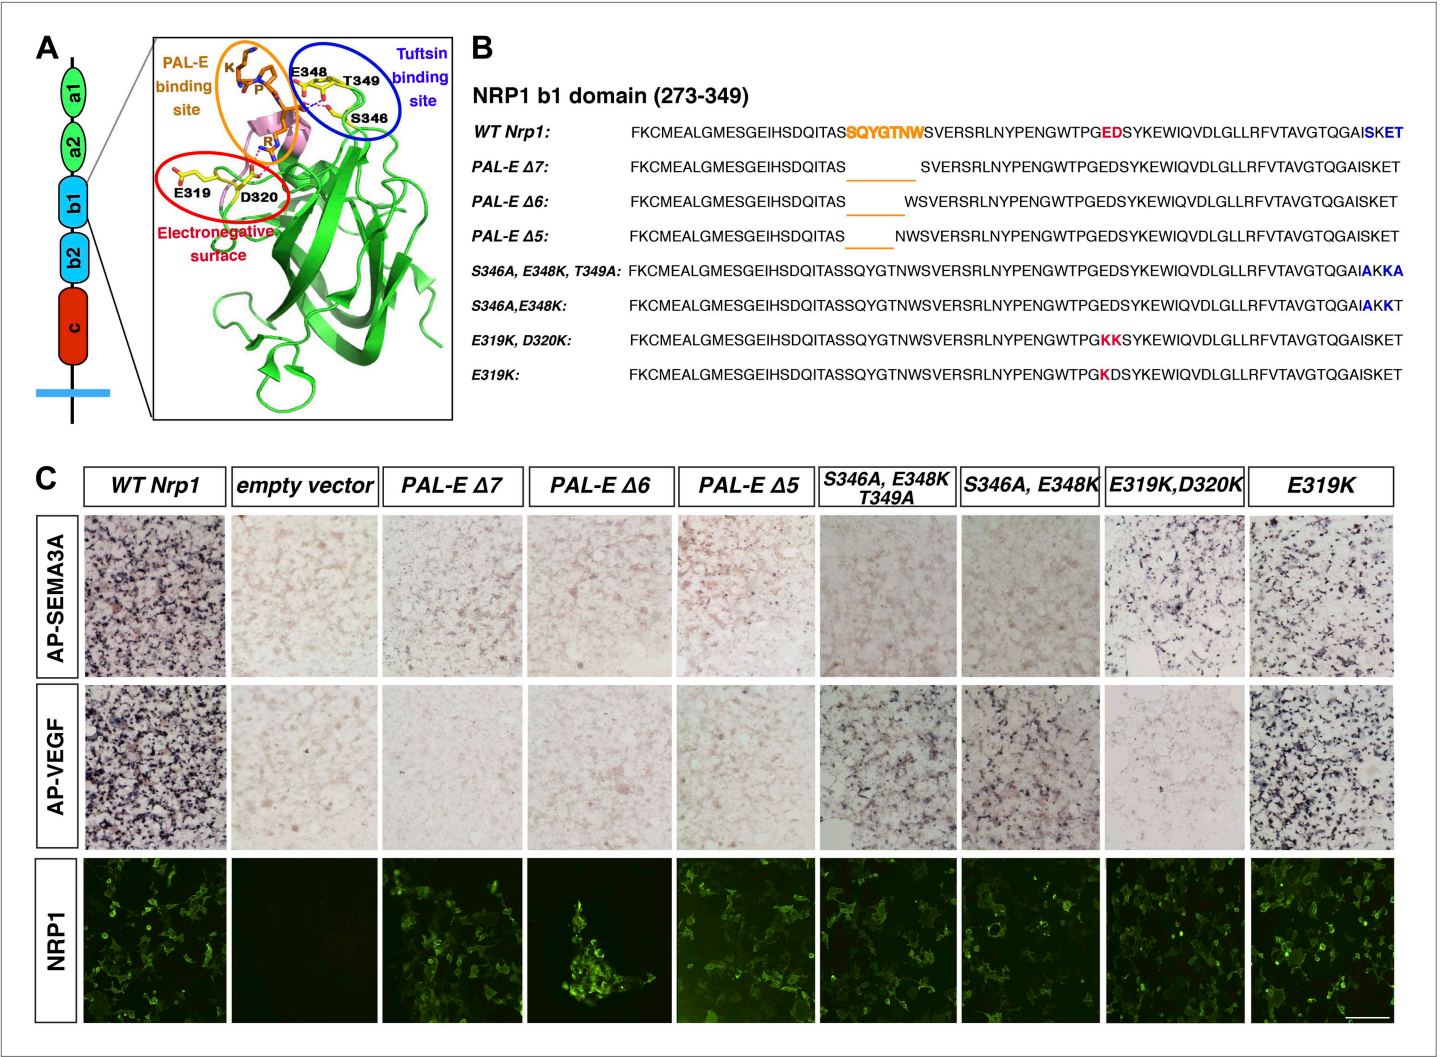 A
a1
a2
b1
b2
c
PAL-E
binding
site
Tuftsin
binding
site
K
P
R
E348
T349
S346
E319
D320
Electronegative
surface
B
NRP1 b1 domain (273-349)
WT Nrp1: FKCMEALGMESGEIHSDQITASSQYGTNWSVERSRLNYPENGWTPGEDSYKEWIQVDLGLLRFVTAVGTQGAISKET
PAL-E Δ7: FKCMEALGMESGEIHSDQITAS SVERSRLNYPENGWTPGEDSYKEWIQVDLGLLRFVTAVGTQGAISKET
PAL-E Δ6: FKCMEALGMESGEIHSDQITAS WSVERSRLNYPENGWTPGEDSYKEWIQVDLGLLRFVTAVGTQGAISKET
PAL-E Δ5: FKCMEALGMESGEIHSDQITAS NWSVERSRLNYPENGWTPGEDSYKEWIQVDLGLLRFVTAVGTQGAISKET
S346A, E348K, T349A: FKCMEALGMESGEIHSDQITASSQYGTNWSVERSRLNYPENGWTPGEDSYKEWIQVDLGLLRFVTAVGTQGAIAKKA
S346A,E348K: FKCMEALGMESGEIHSDQITASSQYGTNWSVERSRLNYPENGWTPGEDSYKEWIQVDLGLLRFVTAVGTQGAIAKKT
E319K, D320K: FKCMEALGMESGEIHSDQITASSQYGTNWSVERSRLNYPENGWTPGKKSYKEWIQVDLGLLRFVTAVGTQGAISKET
E319K: FKCMEALGMESGEIHSDQITASSQYGTNWSVERSRLNYPENGWTPGKDSYKEWIQVDLGLLRFVTAVGTQGAISKET
C
WT Nrp1
empty vector
PAL-E Δ7
PAL-E Δ6
PAL-E Δ5
S346A, E348K
T349A
S346A, E348K
E319K,D320K
E319K
AP-SEMA3A
AP-VEGF
NRP1